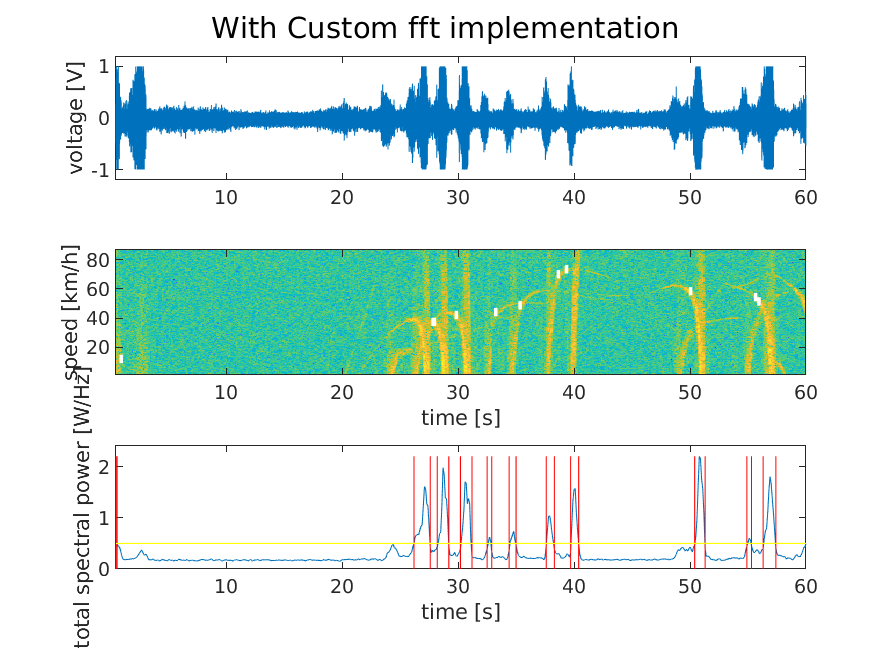 With Custom fft implementation
voltage [V]
1
0
-1
10 20 30 40 50 60
speed [km/h]
80
60
40
20
10 20 30 40 50 60
time [s]
total spectral power [W/Hz]
2
1
0
10 20 30 40 50 60
time [s]